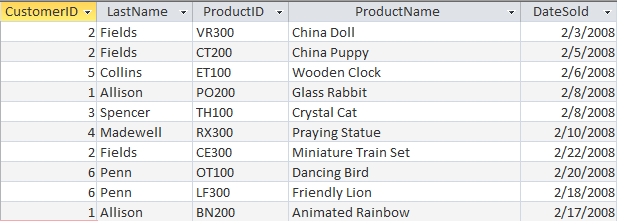 CustomerID LastName ProductID ProductName DateSold
2 Fields VR300 China Doll 2/3/2008
2 Fields CT200 China Puppy 2/5/2008
5 Collins ET100 Wooden Clock 2/6/2008
1 Allison PO200 Glass Rabbit 2/8/2008
3 Spencer TH100 Crystal Cat 2/8/2008
4 Madewell RX300 Praying Statue 2/10/2008
2 Fields CE300 Miniature Train Set 2/22/2008
6 Penn OT100 Dancing Bird 2/20/2008
6 Penn LF300 Friendly Lion 2/18/2008
1 Allison BN200 Animated Rainbow 2/17/2008